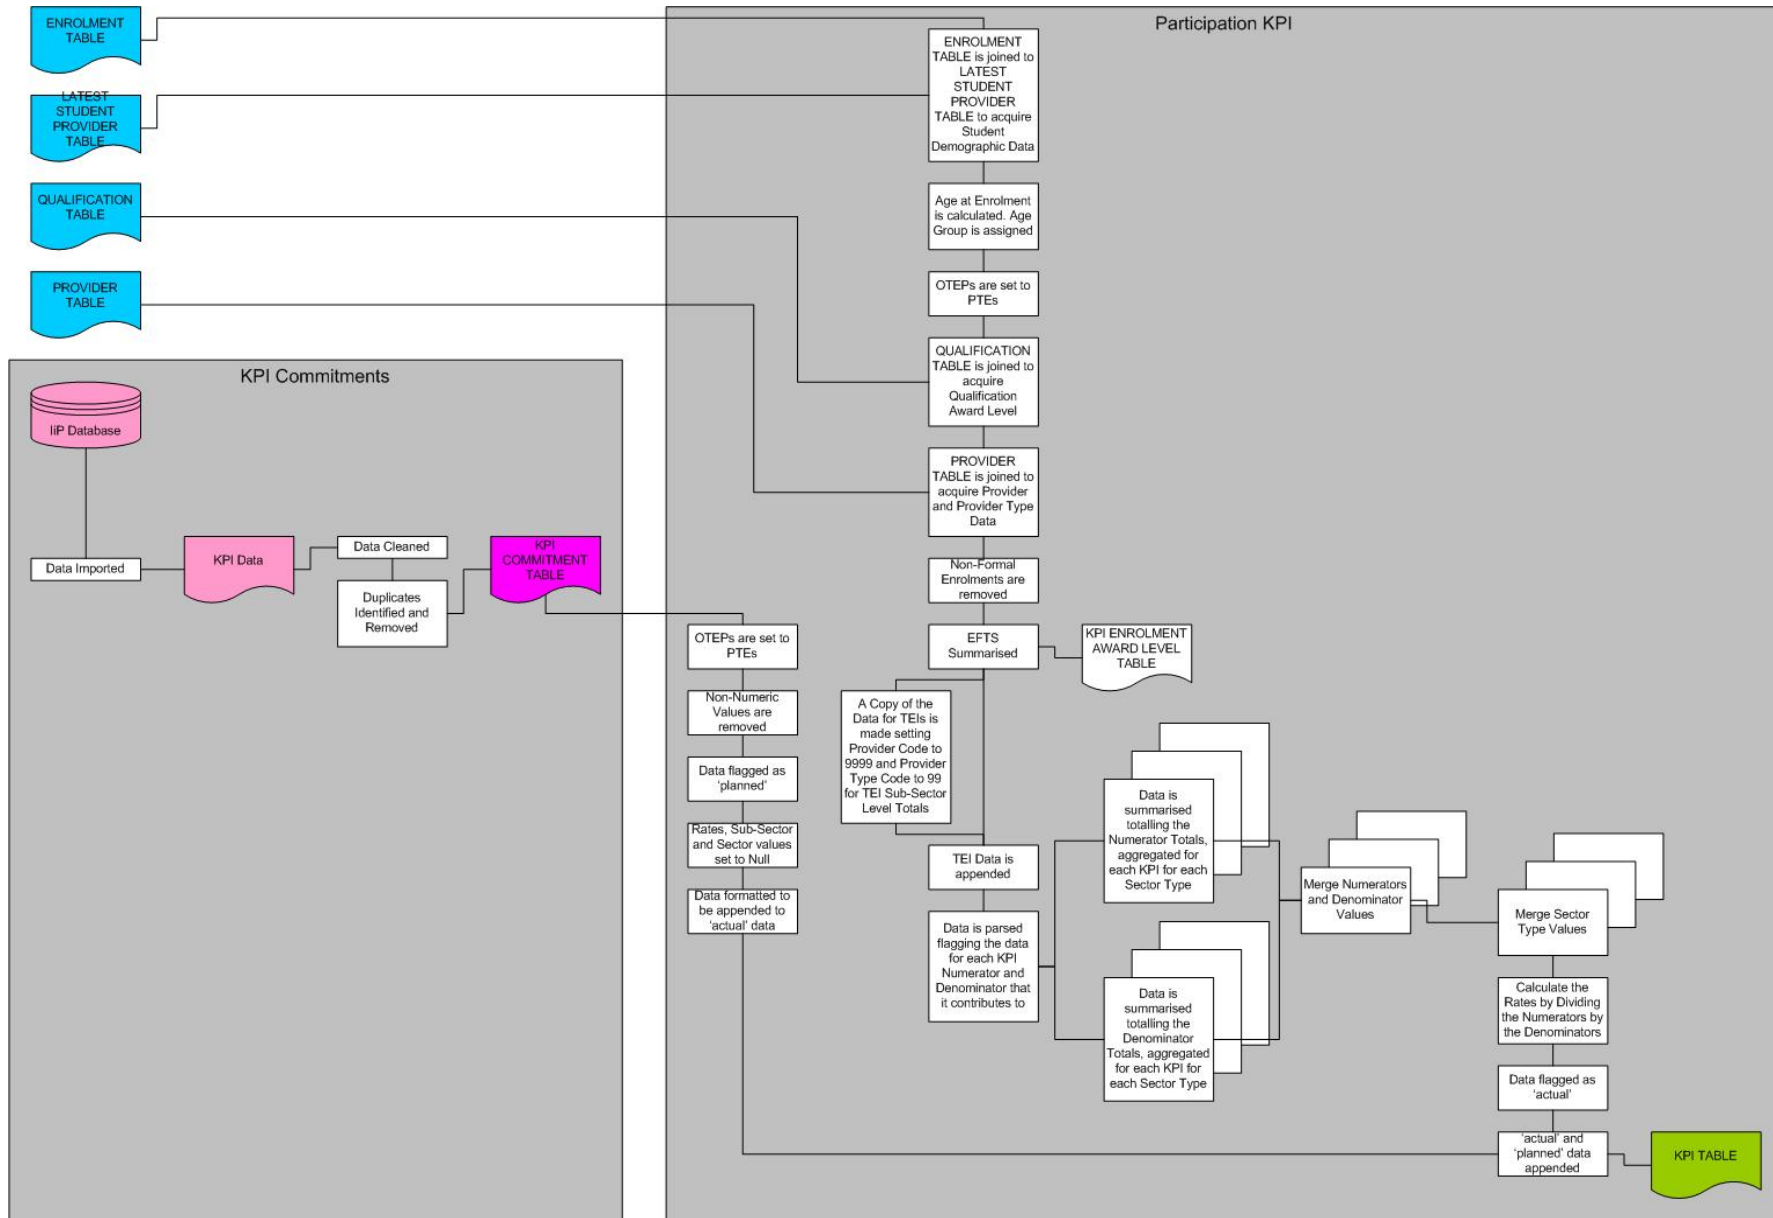 Participation KPI
ENROLMENT
TABLE
LATEST
STUDENT
PROVIDER
TABLE
QUALIFICATION
TABLE
PROVIDER
TABLE
KPI Commitments
IiP Database
Data Imported
KPI Data
Data Cleaned
Duplicates
Identified and
Removed
KPI
COMMITMENT
TABLE
OTEPs are set to
PTEs
Non-Numeric
Values are
removed
Data flagged as
‘planned’
Rates, Sub-Sector
and Sector values
set to Null
Data formatted to
be appended to
‘actual’ data
ENROLMENT
TABLE is joined to
LATEST
STUDENT
PROVIDER
TABLE to acquire
Student
Demographic Data
Age at Enrolment
is calculated. Age
Group is assigned
OTEPs are set to
PTEs
QUALIFICATION
TABLE is joined to
acquire
Qualification
Award Level
PROVIDER
TABLE is joined to
acquire Provider
and Provider Type
Data
Non-Formal
Enrolments are
removed
EFTS
Summarised
KPI ENROLMENT
AWARD LEVEL
TABLE
A Copy of the
Data for TEIs is
made setting
Provider Code to
9999 and Provider
Type Code to 99
for TEI Sub-Sector
Level Totals
TEI Data is
appended
Data is parsed
flagging the data
for each KPI
Numerator and
Denominator that
it contributes to
Data is
summarised
totalling the
Numerator Totals,
aggregated for
each KPI for each
Sector Type
Data is
summarised
totalling the
Denominator
Totals, aggregated
for each KPI for
each Sector Type
Merge Numerators
and Denominator
Values
Merge Sector
Type Values
Calculate the
Rates by Dividing
the Numerators by
the Denominators
Data flagged as
‘actual’
‘actual’ and
‘planned’ data
appended
KPI TABLE